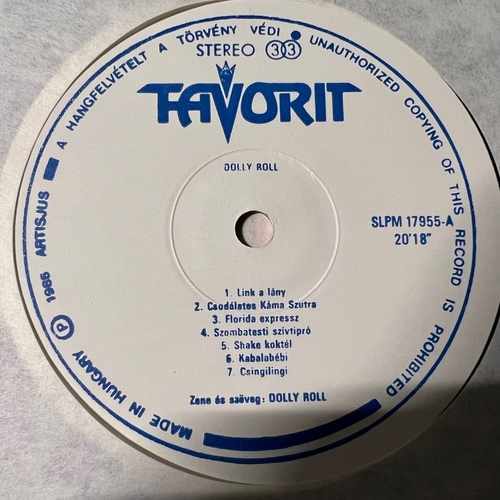 A HANGFELVÉTELT A TÖRVÉNY VÉDI
UNAUTHORIZED COPYING OF THIS RECORD IS PROHIBITED
MADE IN HUNGARY
℗ 1986 ARTISJUS
STEREO 33
FAVORIT
DOLLY ROLL
SLPM 17955-A
20'18"
1. Link a lány
2. Csodálatos Káma Szutra
3. Florida expressz
4. Szombatesti szívtipró
5. Shake koktél
6. Kabalabébi
7. Csingilingi
Zene és szöveg: DOLLY ROLL